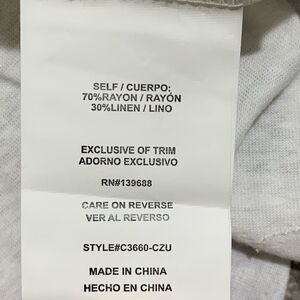 SELF / CUERPO:
70%RAYON / RAYÓN
30%LINEN / LINO
EXCLUSIVE OF TRIM
ADORNO EXCLUSIVO
RN#139688
CARE ON REVERSE
VER AL REVERSO
STYLE#C3660-CZU
MADE IN CHINA
HECHO EN CHINA